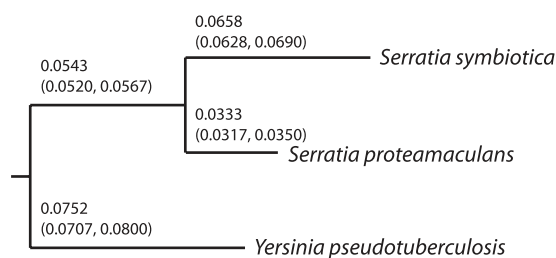 0.0658
(0.0628, 0.0690)
Serratia symbiotica
0.0543
(0.0520, 0.0567)
0.0333
(0.0317, 0.0350)
Serratia proteamaculans
0.0752
(0.0707, 0.0800)
Yersinia pseudotuberculosis